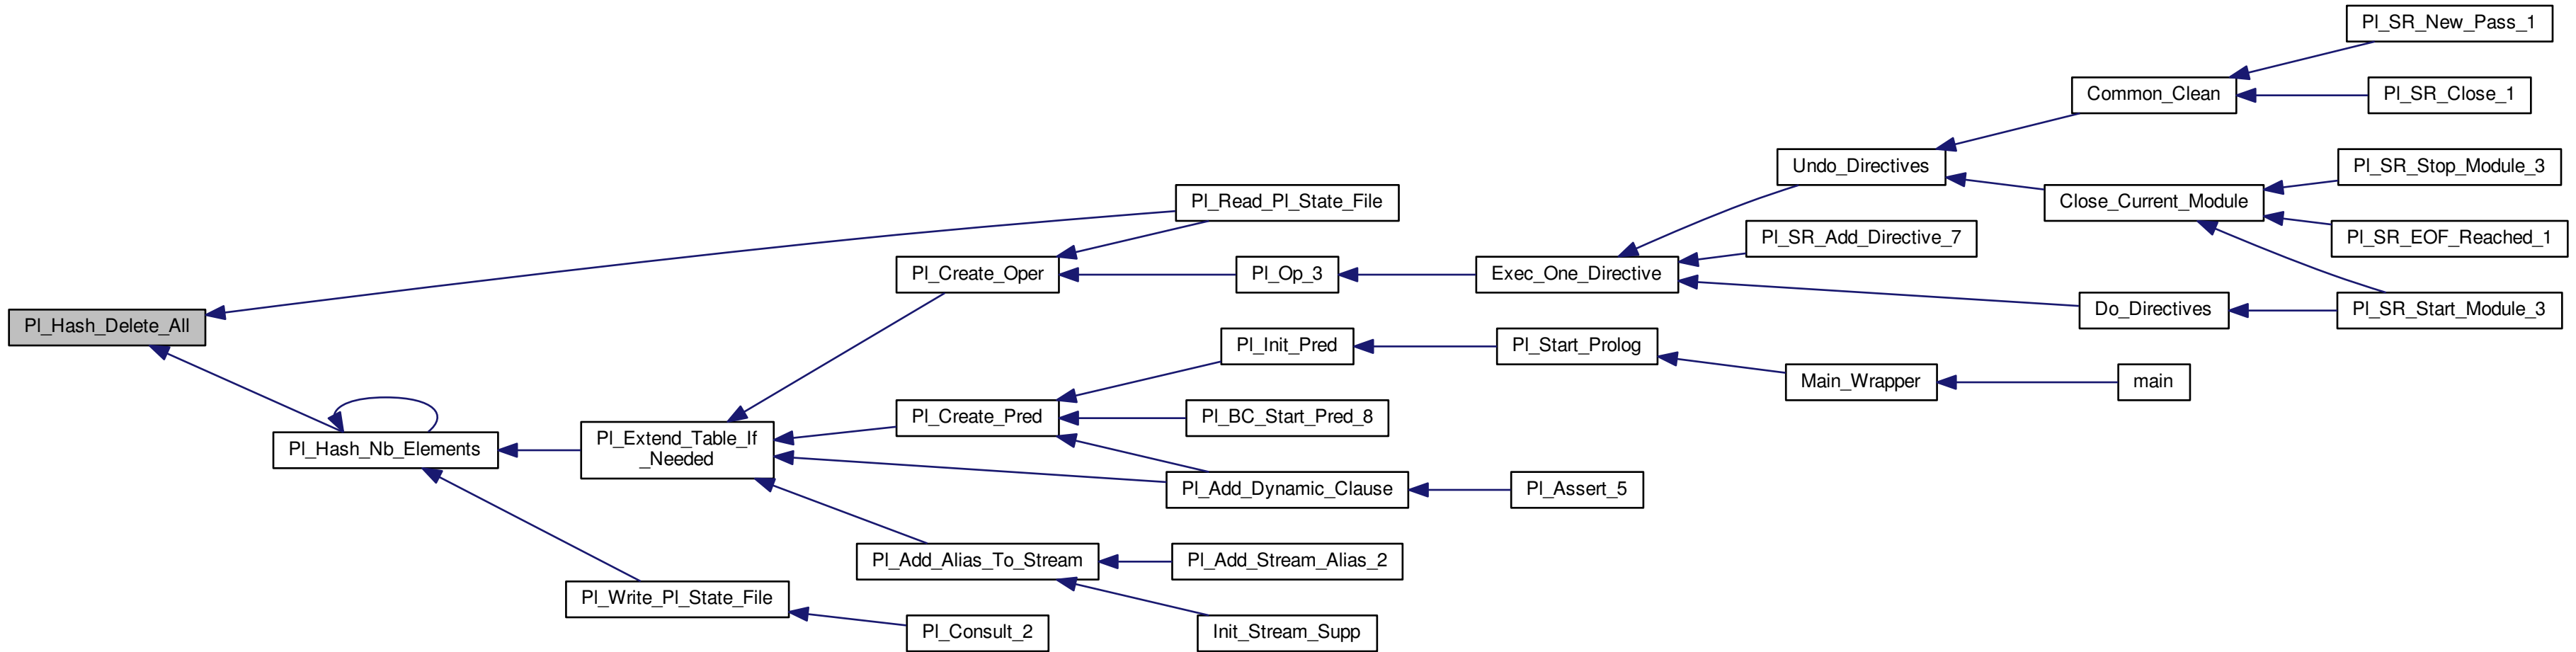 Pl_SR_New_Pass_1
Common_Clean
Pl_SR_Close_1
Undo_Directives
Pl_SR_Stop_Module_3
Pl_Read_Pl_State_File
Close_Current_Module
Pl_SR_Add_Directive_7
Pl_SR_EOF_Reached_1
Pl_Create_Oper
Pl_Op_3
Exec_One_Directive
Do_Directives
Pl_SR_Start_Module_3
Pl_Hash_Delete_All
Pl_Init_Pred
Pl_Start_Prolog
Main_Wrapper
main
Pl_Create_Pred
Pl_BC_Start_Pred_8
Pl_Hash_Nb_Elements
Pl_Extend_Table_If
_Needed
Pl_Add_Dynamic_Clause
Pl_Assert_5
Pl_Add_Alias_To_Stream
Pl_Add_Stream_Alias_2
Pl_Write_Pl_State_File
Pl_Consult_2
Init_Stream_Supp